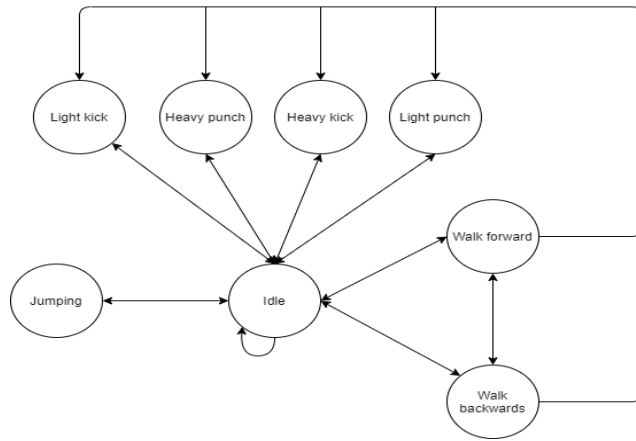 Light kick
Heavy punch
Heavy kick
Light punch
Walk forward
Jumping
Idle
Walk
backwards